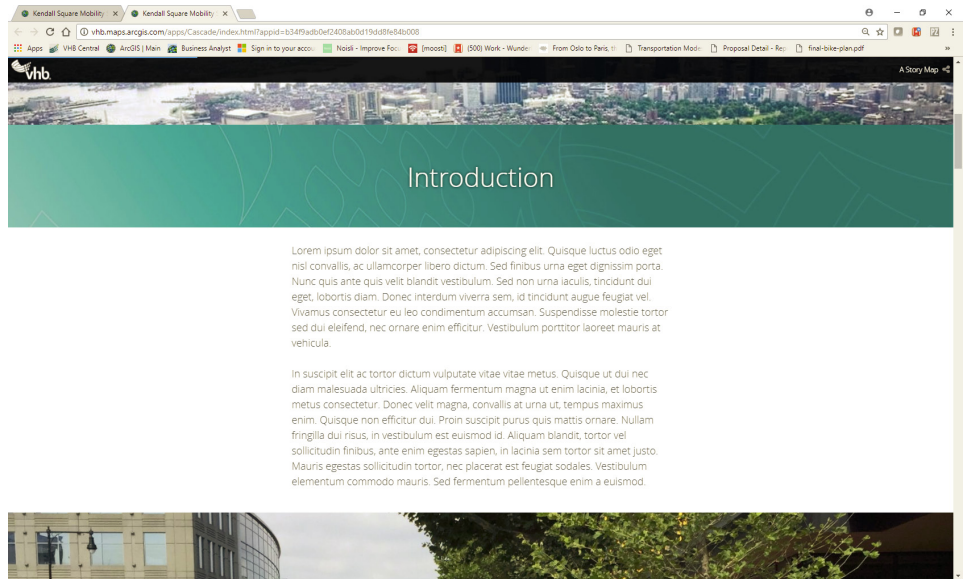 Kendall Square Mobility
Kendall Square Mobility
vhb.maps.arcgis.com/apps/Cascade/index.html?appid=b34f9adb0ef2408ab0d19dd8fe84b008
Apps VHB Central ArcGIS | Main Business Analyst Sign in to your accou Noisli - Improve Focu [moosti] (500) Work - Wunder From Oslo to Paris, th Transportation Mode Proposal Detail - Rep final-bike-plan.pdf »
vhb. A Story Map
Introduction
Lorem ipsum dolor sit amet, consectetur adipiscing elit. Quisque luctus odio eget
nisl convallis, ac ullamcorper libero dictum. Sed finibus urna eget dignissim porta.
Nunc quis ante quis velit blandit vestibulum. Sed non urna iaculis, tincidunt dui
eget, lobortis diam. Donec interdum viverra sem, id tincidunt augue feugiat vel.
Vivamus consectetur eu leo condimentum accumsan. Suspendisse molestie tortor
sed dui eleifend, nec ornare enim efficitur. Vestibulum porttitor laoreet mauris at
vehicula.
In suscipit elit ac tortor dictum vulputate vitae vitae metus. Quisque ut dui nec
diam malesuada ultricies. Aliquam fermentum magna ut enim lacinia, et lobortis
metus consectetur. Donec velit magna, convallis at urna ut, tempus maximus
enim. Quisque non efficitur dui. Proin suscipit purus quis mattis ornare. Nullam
fringilla dui risus, in vestibulum est euismod id. Aliquam blandit, tortor vel
sollicitudin finibus, ante enim egestas sapien, in lacinia sem tortor sit amet justo.
Mauris egestas sollicitudin tortor, nec placerat est feugiat sodales. Vestibulum
elementum commodo mauris. Sed fermentum pellentesque enim a euismod.